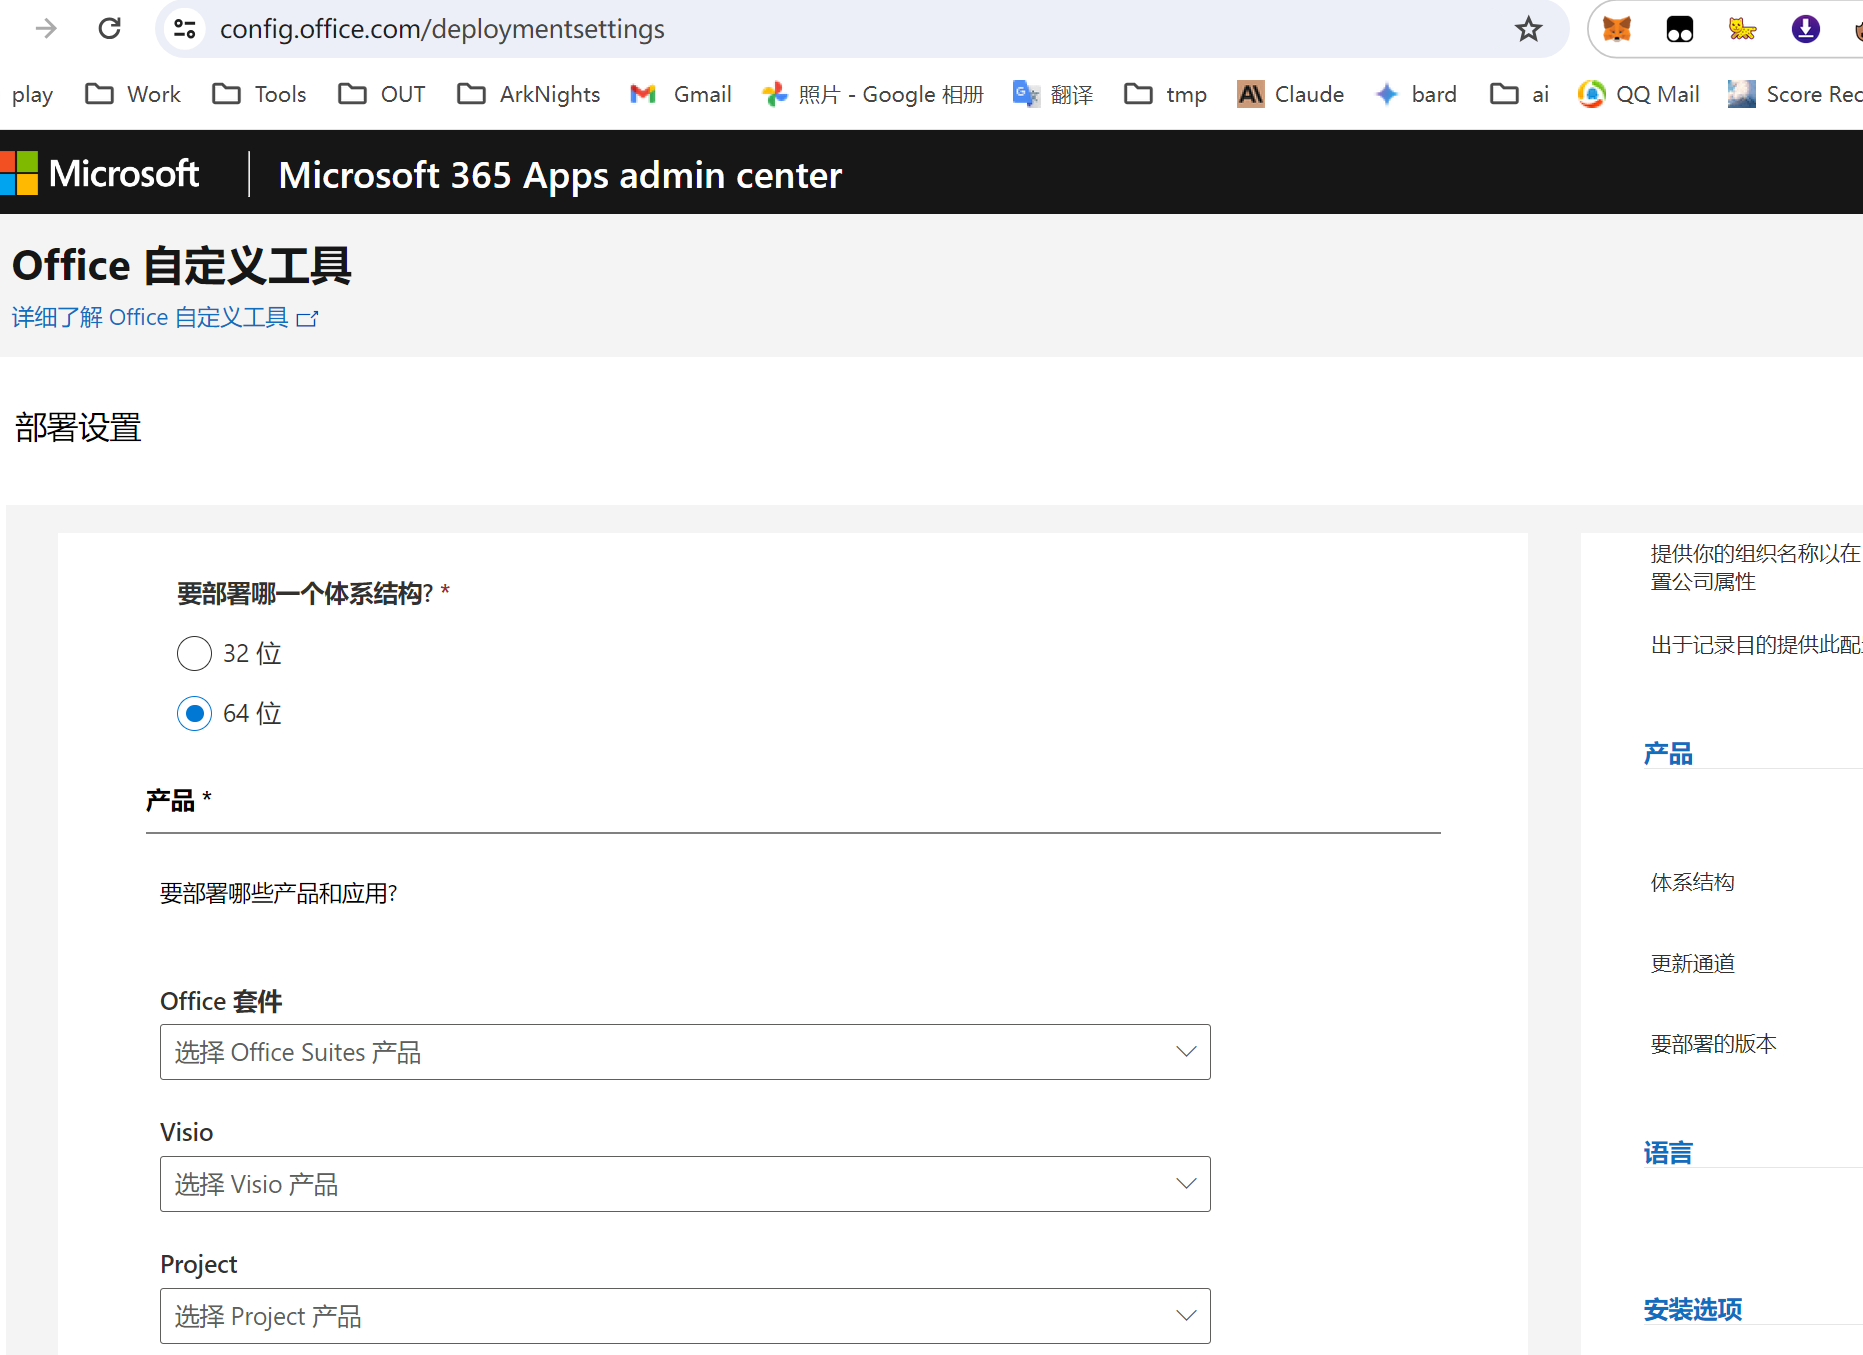 config.office.com/deploymentsettings
play Work Tools OUT ArkNights Gmail 照片 - Google 相册 翻译 tmp Claude bard ai QQ Mail Score Rec
Microsoft Microsoft 365 Apps admin center
Office 自定义工具
详细了解 Office 自定义工具
部署设置
要部署哪一个体系结构? *
32 位
64 位
产品 *
要部署哪些产品和应用?
Office 套件
选择 Office Suites 产品
Visio
选择 Visio 产品
Project
选择 Project 产品
提供你的组织名称以在
置公司属性
出于记录目的提供此配
产品
体系结构
更新通道
要部署的版本
语言
安装选项